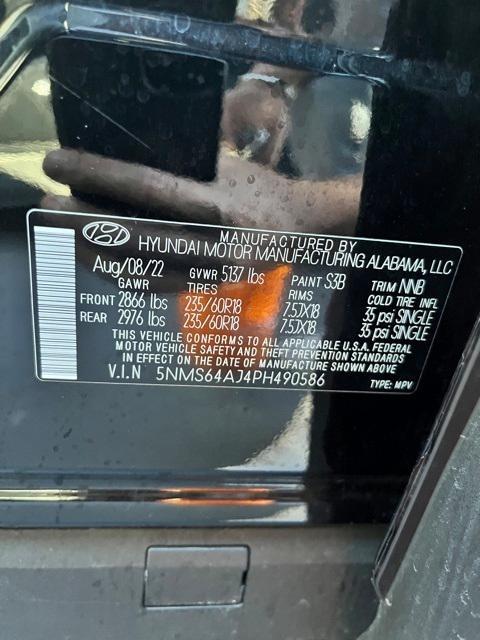 MANUFACTURED BY
HYUNDAI MOTOR MANUFACTURING ALABAMA, LLC
Aug/08/22 GVWR 5137 lbs PAINT S3B TRIM NNB
GAWR TIRES RIMS COLD TIRE INFL
FRONT 2866 lbs 235/60R18 7.5JX18 35 psi SINGLE
REAR 2976 lbs 235/60R18 7.5JX18 35 psi SINGLE
THIS VEHICLE CONFORMS TO ALL APPLICABLE U.S.A. FEDERAL
MOTOR VEHICLE SAFETY AND THEFT PREVENTION STANDARDS
IN EFFECT ON THE DATE OF MANUFACTURE SHOWN ABOVE
V.I.N 5NMS64AJ4PH490586 TYPE: MPV